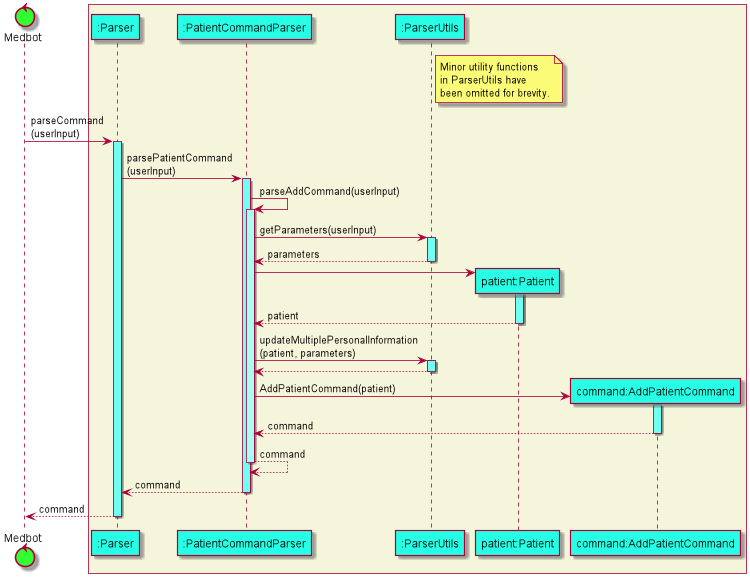 :Parser
:PatientCommandParser
:ParserUtils
Medbot
Minor utility functions
in ParserUtils have
been omitted for brevity.
parseCommand
(userInput)
parsePatientCommand
(userInput)
parseAddCommand(userInput)
getParameters(userInput)
parameters
patient:Patient
patient
updateMultiplePersonalInformation
(patient, parameters)
AddPatientCommand(patient)
command:AddPatientCommand
command
command
command
command
Medbot
:Parser
:PatientCommandParser
:ParserUtils
patient:Patient
command:AddPatientCommand